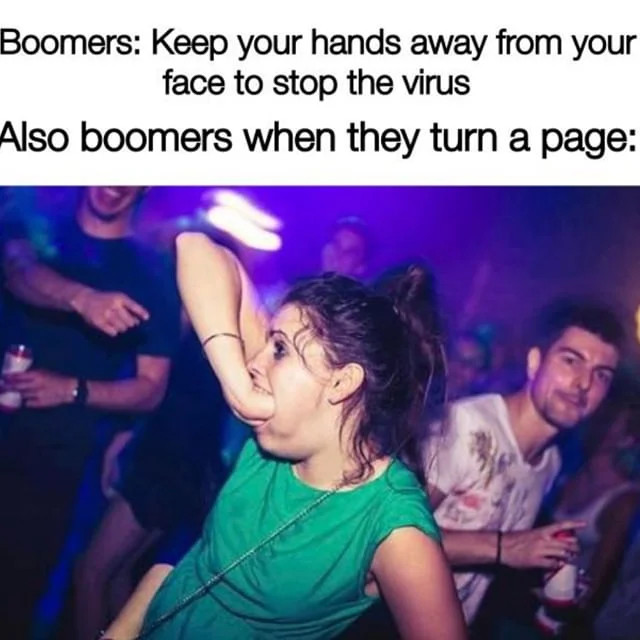 Boomers: Keep your hands away from your
face to stop the virus
Also boomers when they turn a page: